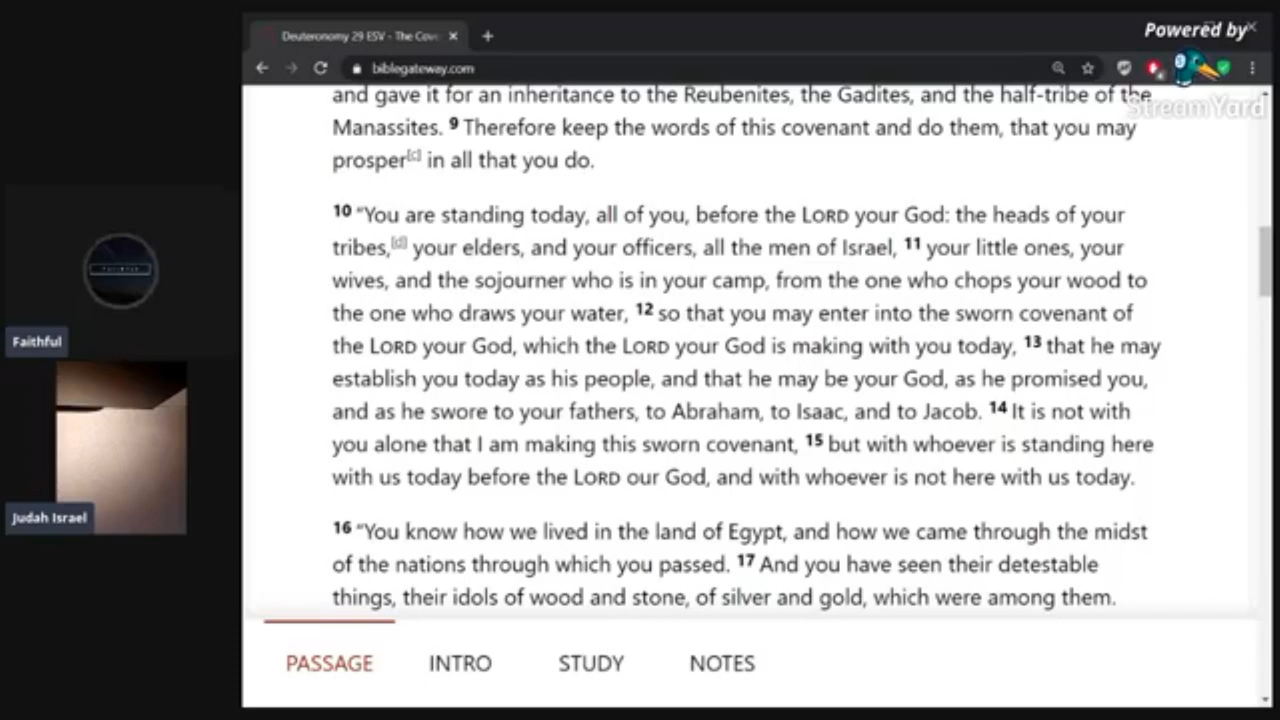 Deuteronomy 29 ESV - The Cove
Powered by
biblegateway.com
StreamYard
and gave it for an inheritance to the Reubenites, the Gadites, and the half-tribe of the
Manassites. 9 Therefore keep the words of this covenant and do them, that you may
prosper[c] in all that you do.
10 “You are standing today, all of you, before the LORD your God: the heads of your
tribes,[d] your elders, and your officers, all the men of Israel, 11 your little ones, your
wives, and the sojourner who is in your camp, from the one who chops your wood to
the one who draws your water, 12 so that you may enter into the sworn covenant of
the LORD your God, which the LORD your God is making with you today, 13 that he may
establish you today as his people, and that he may be your God, as he promised you,
and as he swore to your fathers, to Abraham, to Isaac, and to Jacob. 14 It is not with
you alone that I am making this sworn covenant, 15 but with whoever is standing here
with us today before the LORD our God, and with whoever is not here with us today.
16 “You know how we lived in the land of Egypt, and how we came through the midst
of the nations through which you passed. 17 And you have seen their detestable
things, their idols of wood and stone, of silver and gold, which were among them.
PASSAGE INTRO STUDY NOTES
Faithful
Judah Israel